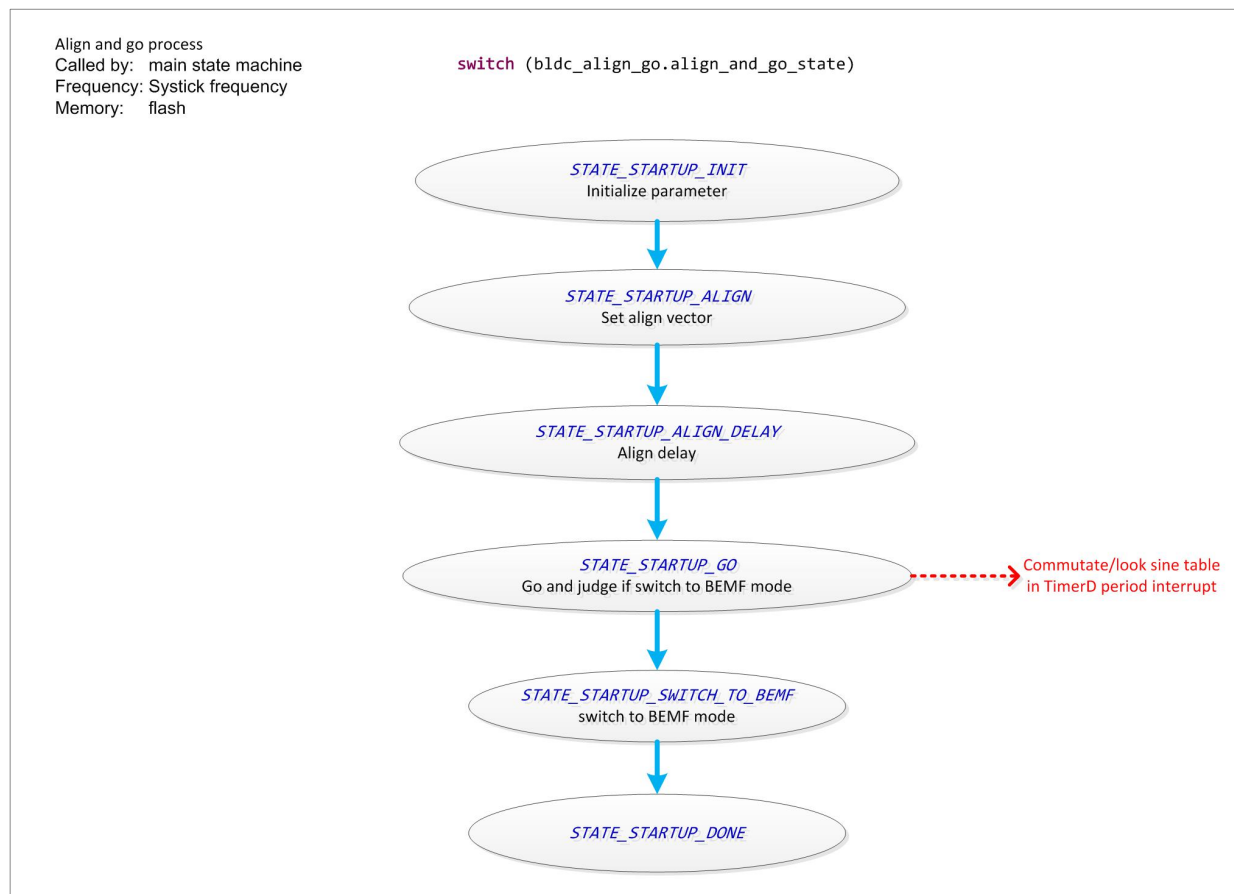 Align and go process
Called by: main state machine
Frequency: Systick frequency
Memory: flash
switch (bldc_align_go.align_and_go_state)
STATE_STARTUP_INIT
Initialize parameter
STATE_STARTUP_ALIGN
Set align vector
STATE_STARTUP_ALIGN_DELAY
Align delay
STATE_STARTUP_GO
Go and judge if switch to BEMF mode
Commutate/look sine table
in TimerD period interrupt
STATE_STARTUP_SWITCH_TO_BEMF
switch to BEMF mode
STATE_STARTUP_DONE